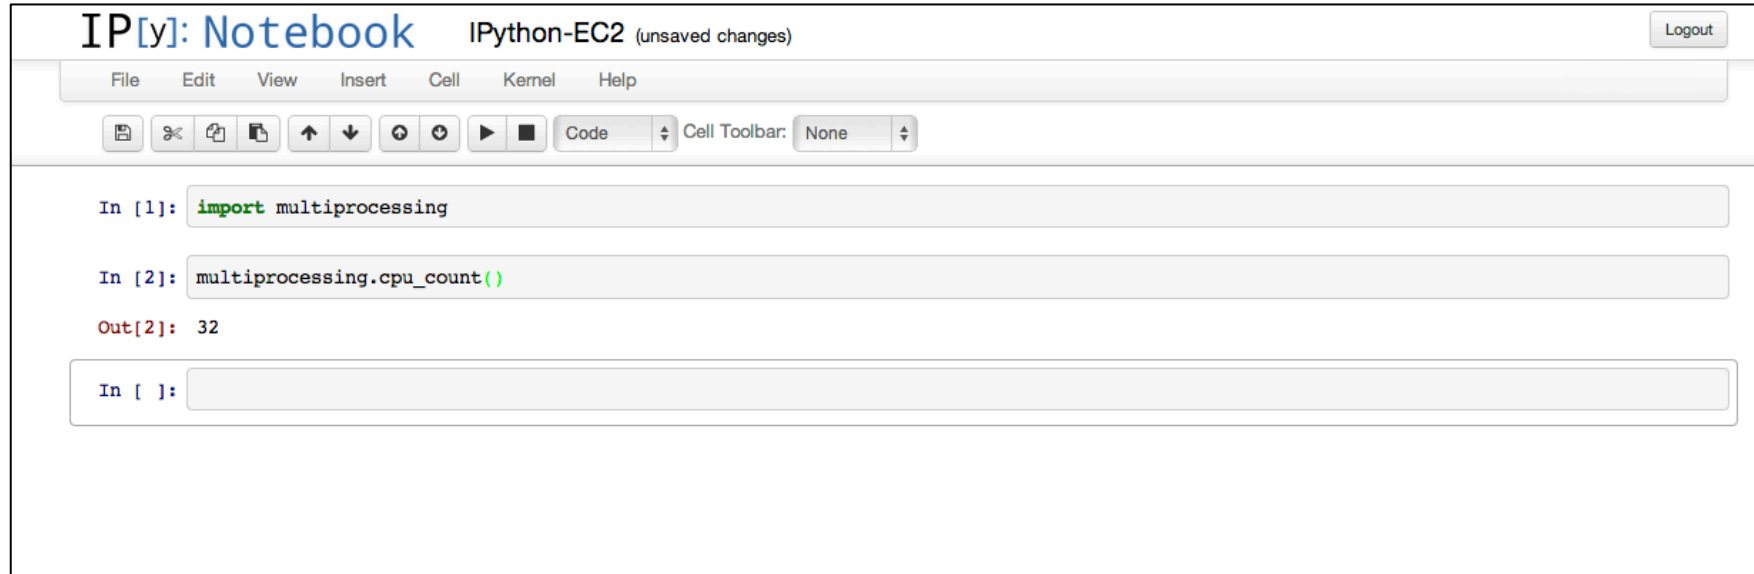 IP[y]: Notebook IPython-EC2 (unsaved changes) Logout
File Edit View Insert Cell Kernel Help
Code Cell Toolbar: None
In [1]: import multiprocessing
In [2]: multiprocessing.cpu_count()
Out[2]: 32
In [ ]: